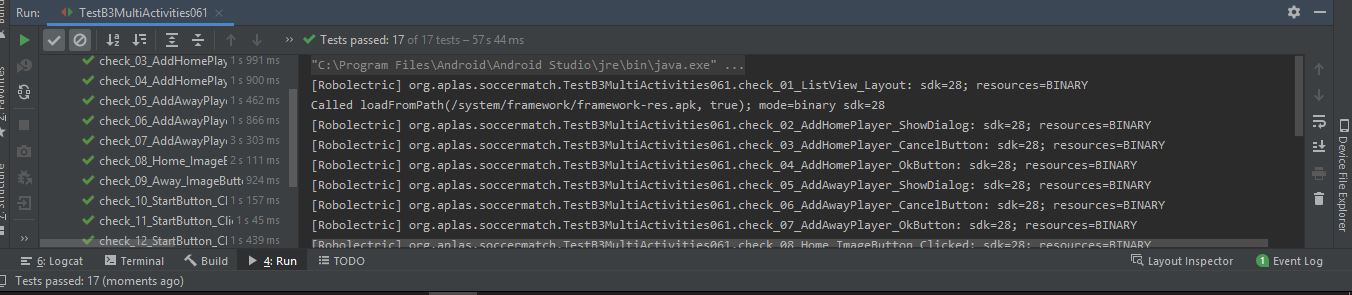 Run: TestB3MultiActivities061
Tests passed: 17 of 17 tests – 57 s 44 ms
check_03_AddHomePlay 1 s 991 ms
check_04_AddHomePlay 1 s 900 ms
check_05_AddAwayPlaye 1 s 462 ms
check_06_AddAwayPlaye 1 s 866 ms
check_07_AddAwayPlaye 3 s 303 ms
check_08_Home_ImageB 2 s 111 ms
check_09_Away_ImageButto 924 ms
check_10_StartButton_Cl 1 s 157 ms
check_11_StartButton_Clic 1 s 45 ms
check_12_StartButton_Cl 1 s 439 ms
"C:\Program Files\Android\Android Studio\jre\bin\java.exe" ...
[Robolectric] org.aplas.soccermatch.TestB3MultiActivities061.check_01_ListView_Layout: sdk=28; resources=BINARY
Called loadFromPath(/system/framework/framework-res.apk, true); mode=binary sdk=28
[Robolectric] org.aplas.soccermatch.TestB3MultiActivities061.check_02_AddHomePlayer_ShowDialog: sdk=28; resources=BINARY
[Robolectric] org.aplas.soccermatch.TestB3MultiActivities061.check_03_AddHomePlayer_CancelButton: sdk=28; resources=BINARY
[Robolectric] org.aplas.soccermatch.TestB3MultiActivities061.check_04_AddHomePlayer_OkButton: sdk=28; resources=BINARY
[Robolectric] org.aplas.soccermatch.TestB3MultiActivities061.check_05_AddAwayPlayer_ShowDialog: sdk=28; resources=BINARY
[Robolectric] org.aplas.soccermatch.TestB3MultiActivities061.check_06_AddAwayPlayer_CancelButton: sdk=28; resources=BINARY
[Robolectric] org.aplas.soccermatch.TestB3MultiActivities061.check_07_AddAwayPlayer_OkButton: sdk=28; resources=BINARY
[Robolectric] org.aplas.soccermatch.TestB3MultiActivities061.check_08_Home_ImageButton_Clicked: sdk=28; resources=BINARY
Device File Explorer
6: Logcat Terminal Build 4: Run TODO Layout Inspector 1 Event Log
Tests passed: 17 (moments ago)